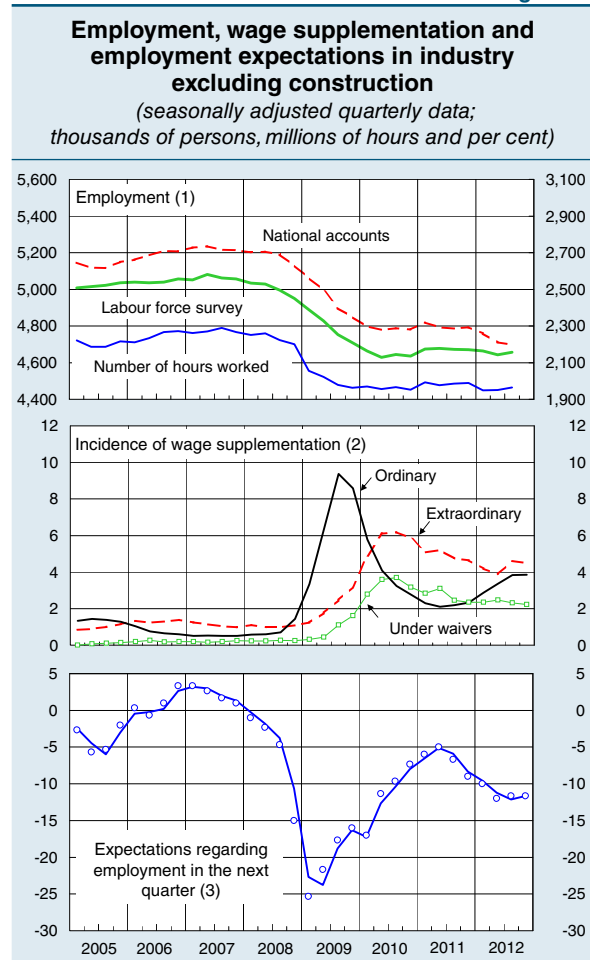 Employment, wage supplementation and
employment expectations in industry
excluding construction
(seasonally adjusted quarterly data;
thousands of persons, millions of hours and per cent)
5,600 3,100
Employment (1)
5,400 2,900
National accounts
5,200 2,700
5,000 2,500
Labour force survey
4,800 2,300
Number of hours worked
4,600 2,100
4,400 1,900
12 12
Incidence of wage supplementation (2)
10 10
Ordinary
8 8
Extraordinary
6 6
4 4
2 2
Under waivers
0 0
5 5
0 0
-5 -5
-10 -10
-15 -15
Expectations regarding
-20 -20
employment in the next
quarter (3)
-25 -25
-30 -30
2005 2006 2007 2008 2009 2010 2011 2012